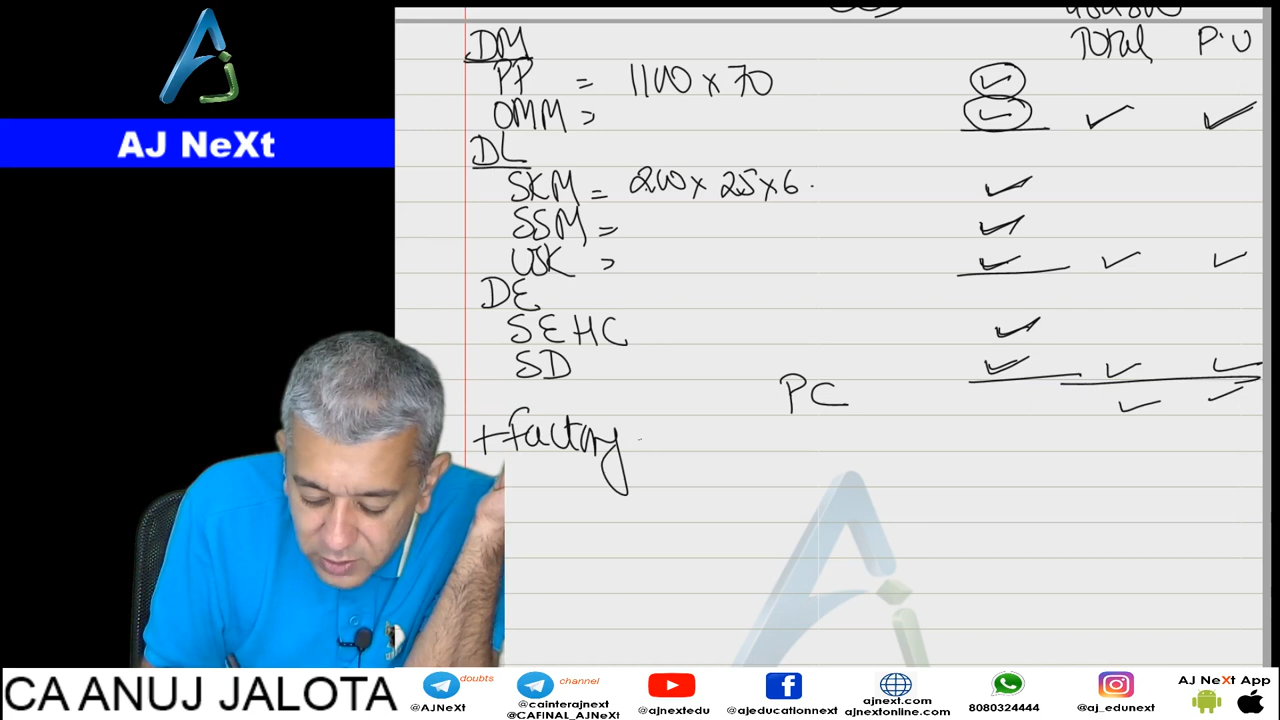 AJ NeXt
Total P.U
DM
PP = 1100 x 70
OMM =
DL
SKM = 200 x 25 x 6
SSM =
USK =
DE
SEHC
SD
PC
+ Factory
CA ANUJ JALOTA
doubts
@AJNeXt
channel
@cainterajnext
@CAFINAL_AJNeXt
@ajnextedu
@ajeducationnext
ajnext.com
ajnextonline.com
8080324444
@aj_edunext
AJ NeXt App